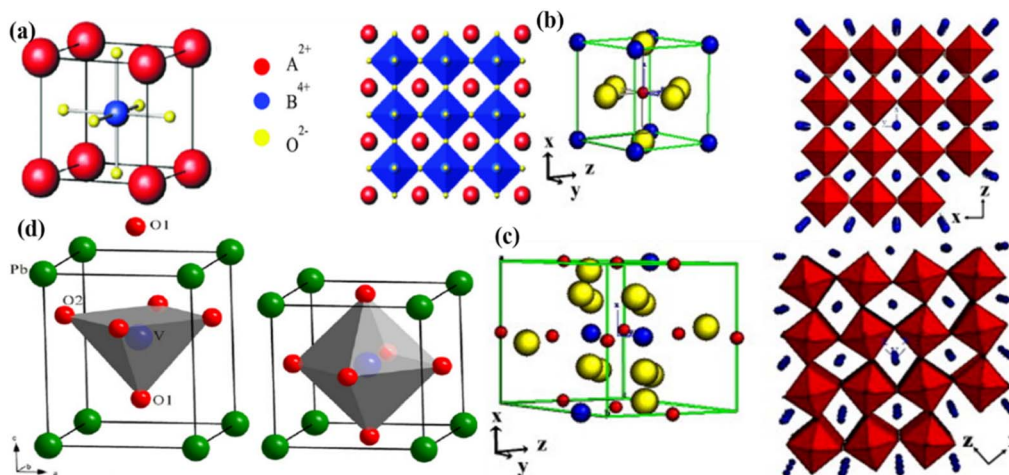 (a)
A2+
B4+
O2-
(b)
x
z
y
y
z
x
(d)
O1
Pb
O2
V
O1
c
b
a
(c)
x
x
z
y
z